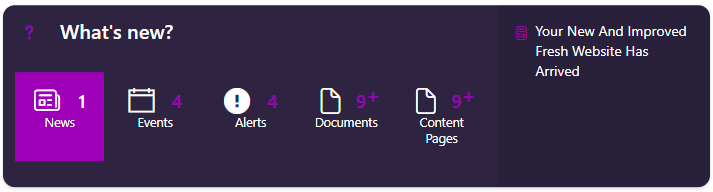 ? What's new?
1
News
4
Events
4
Alerts
9+
Documents
9+
Content
Pages
Your New And Improved
Fresh Website Has
Arrived